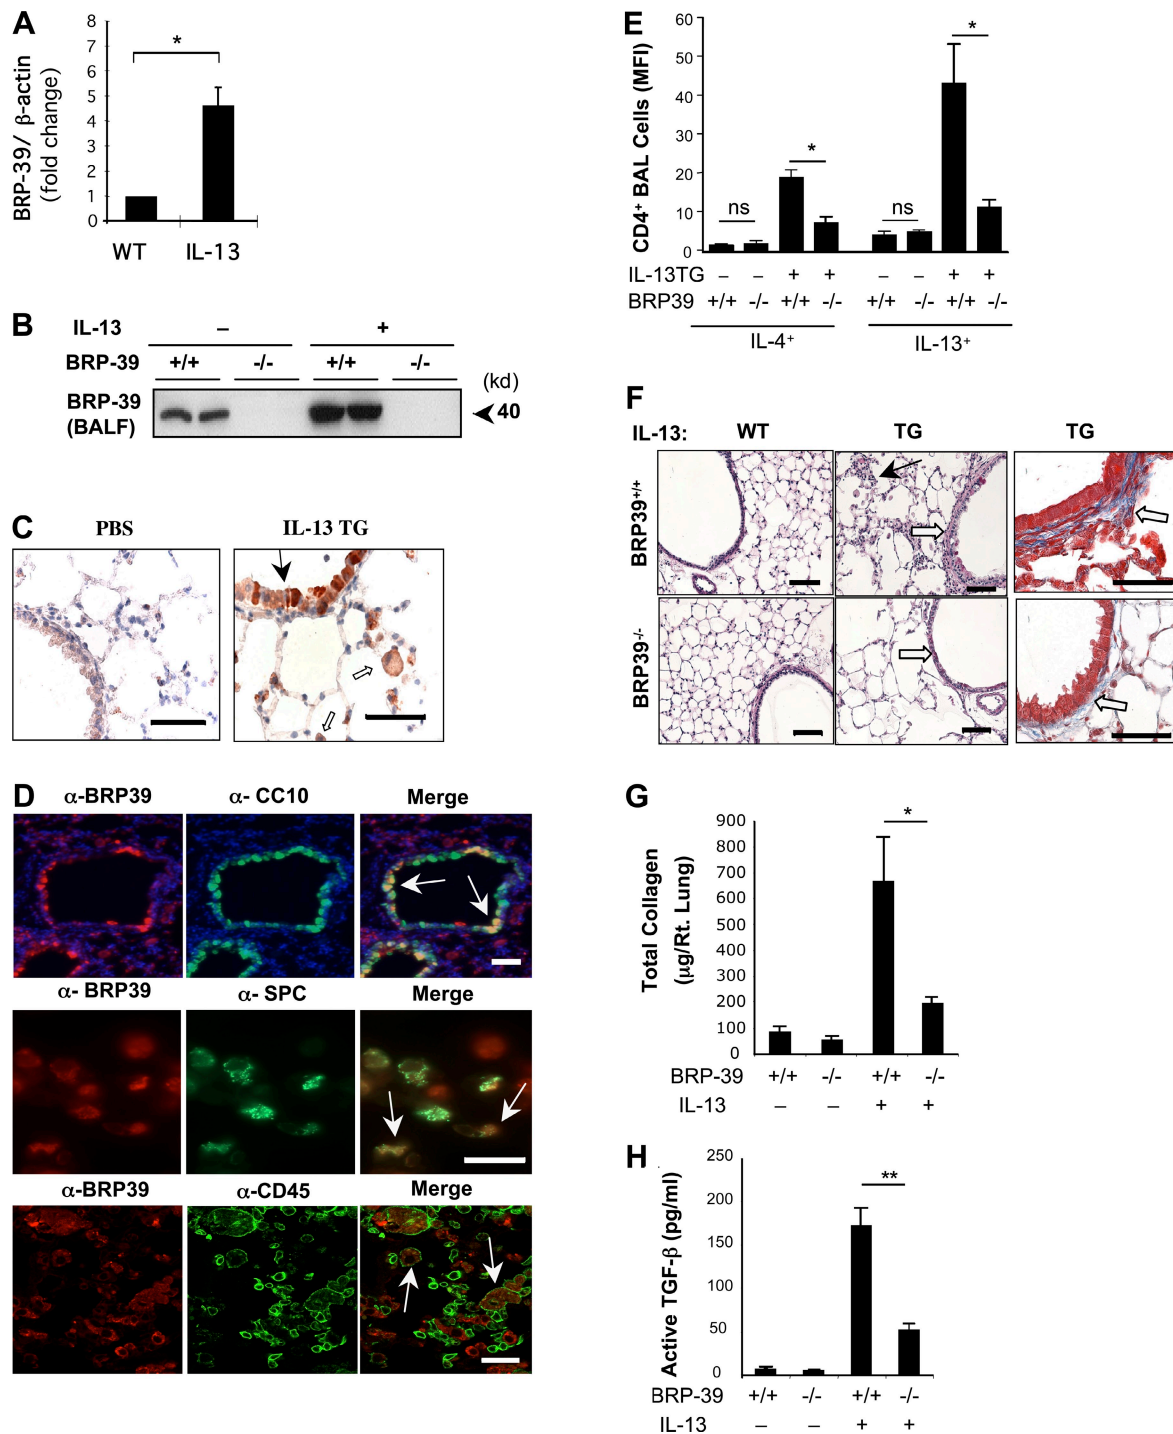 A
BRP-39/ β-actin
(fold change)
8
7
6
5
4
3
2
1
0
*
WT IL-13
B
IL-13 – +
BRP-39 +/+ -/- +/+ -/-
(kd)
BRP-39
(BALF)
40
C
PBS IL-13 TG
D
α-BRP39 α- CC10 Merge
α- BRP39 α- SPC Merge
α-BRP39 α-CD45 Merge
E
CD4+ BAL Cells (MFI)
60
50
40
30
20
10
0
ns * ns *
IL-13TG – – + + – – + +
BRP39 +/+ -/- +/+ -/- +/+ -/- +/+ -/-
IL-4+ IL-13+
F
IL-13: WT TG TG
BRP39+/+
BRP39-/-
G
Total Collagen
(μg/Rt. Lung)
900
800
700
600
500
400
300
200
100
0
*
BRP-39 +/+ -/- +/+ -/-
IL-13 – – + +
H
Active TGF-β (pg/ml)
250
200
150
100
50
0
**
BRP-39 +/+ -/- +/+ -/-
IL-13 – – + +